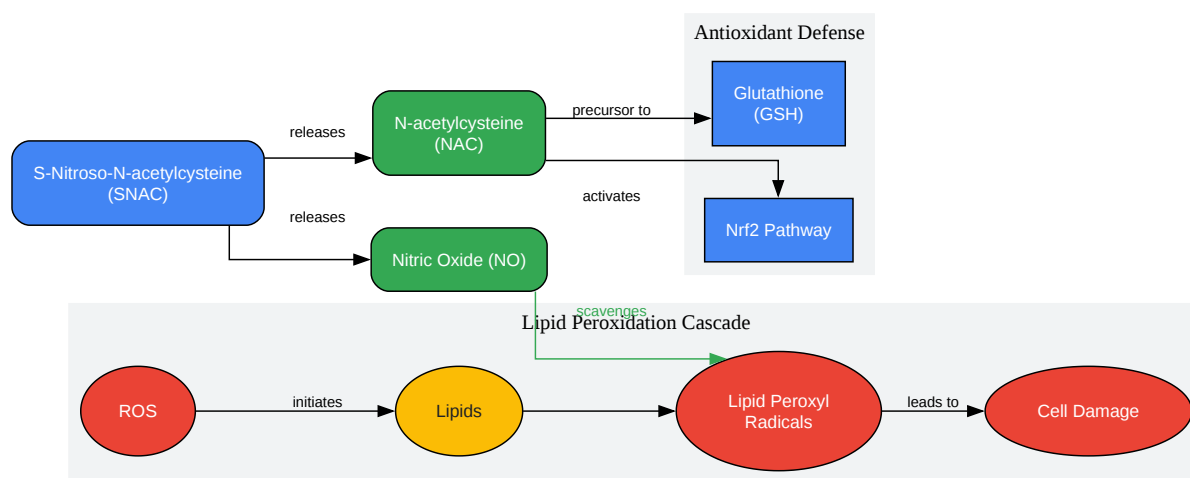 Antioxidant Defense
Glutathione
(GSH)
precursor to
N-acetylcysteine
(NAC)
releases
S-Nitroso-N-acetylcysteine
(SNAC)
activates
releases
Nrf2 Pathway
Nitric Oxide (NO)
scavenges
Lipid Peroxidation Cascade
ROS
initiates
Lipids
Lipid Peroxyl
Radicals
leads to
Cell Damage